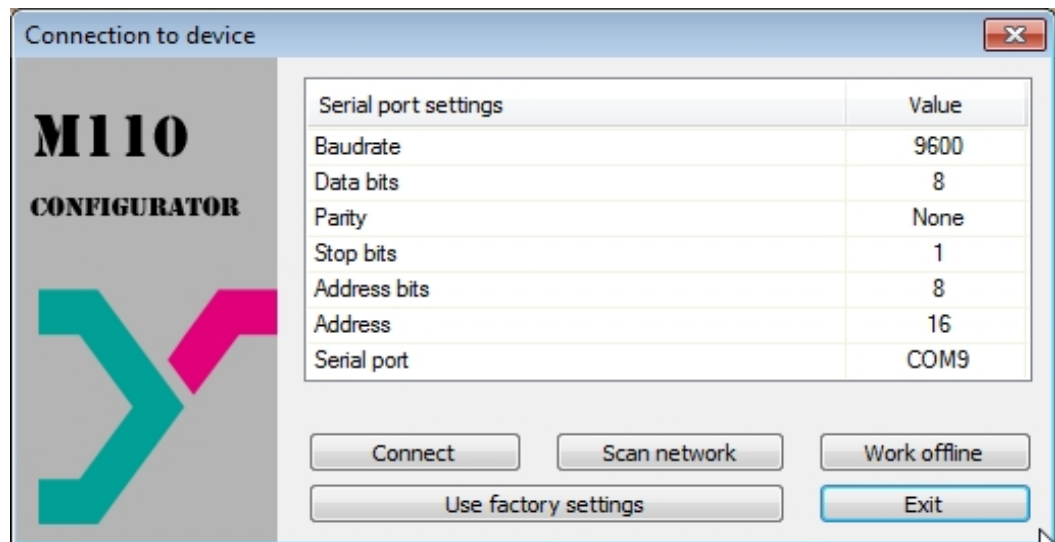 Connection to device
M110
CONFIGURATOR
Serial port settings Value
Baudrate 9600
Data bits 8
Parity None
Stop bits 1
Address bits 8
Address 16
Serial port COM9
Connect Scan network Work offline
Use factory settings Exit